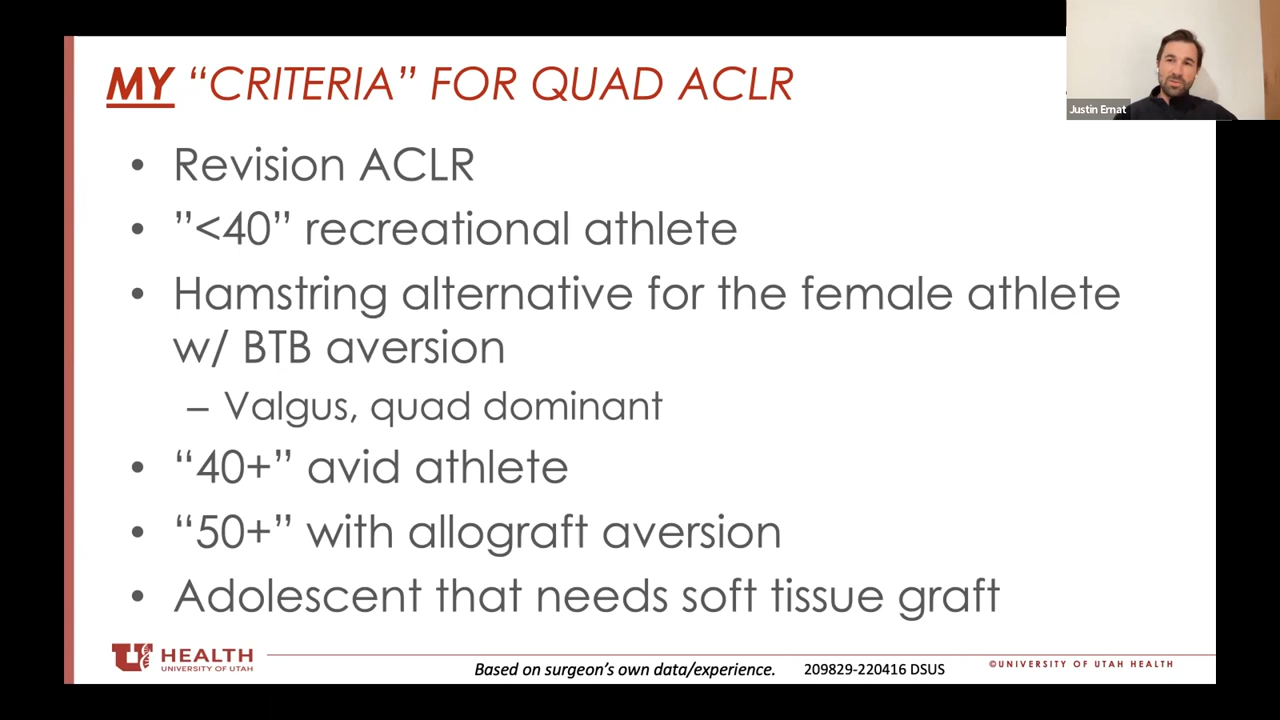 MY “CRITERIA” FOR QUAD ACLR
Justin Ernat
• Revision ACLR
• ”<40” recreational athlete
• Hamstring alternative for the female athlete
w/ BTB aversion
– Valgus, quad dominant
• “40+” avid athlete
• “50+” with allograft aversion
• Adolescent that needs soft tissue graft
U HEALTH
UNIVERSITY OF UTAH
Based on surgeon’s own data/experience.
209829-220416 DSUS
©UNIVERSITY OF UTAH HEALTH